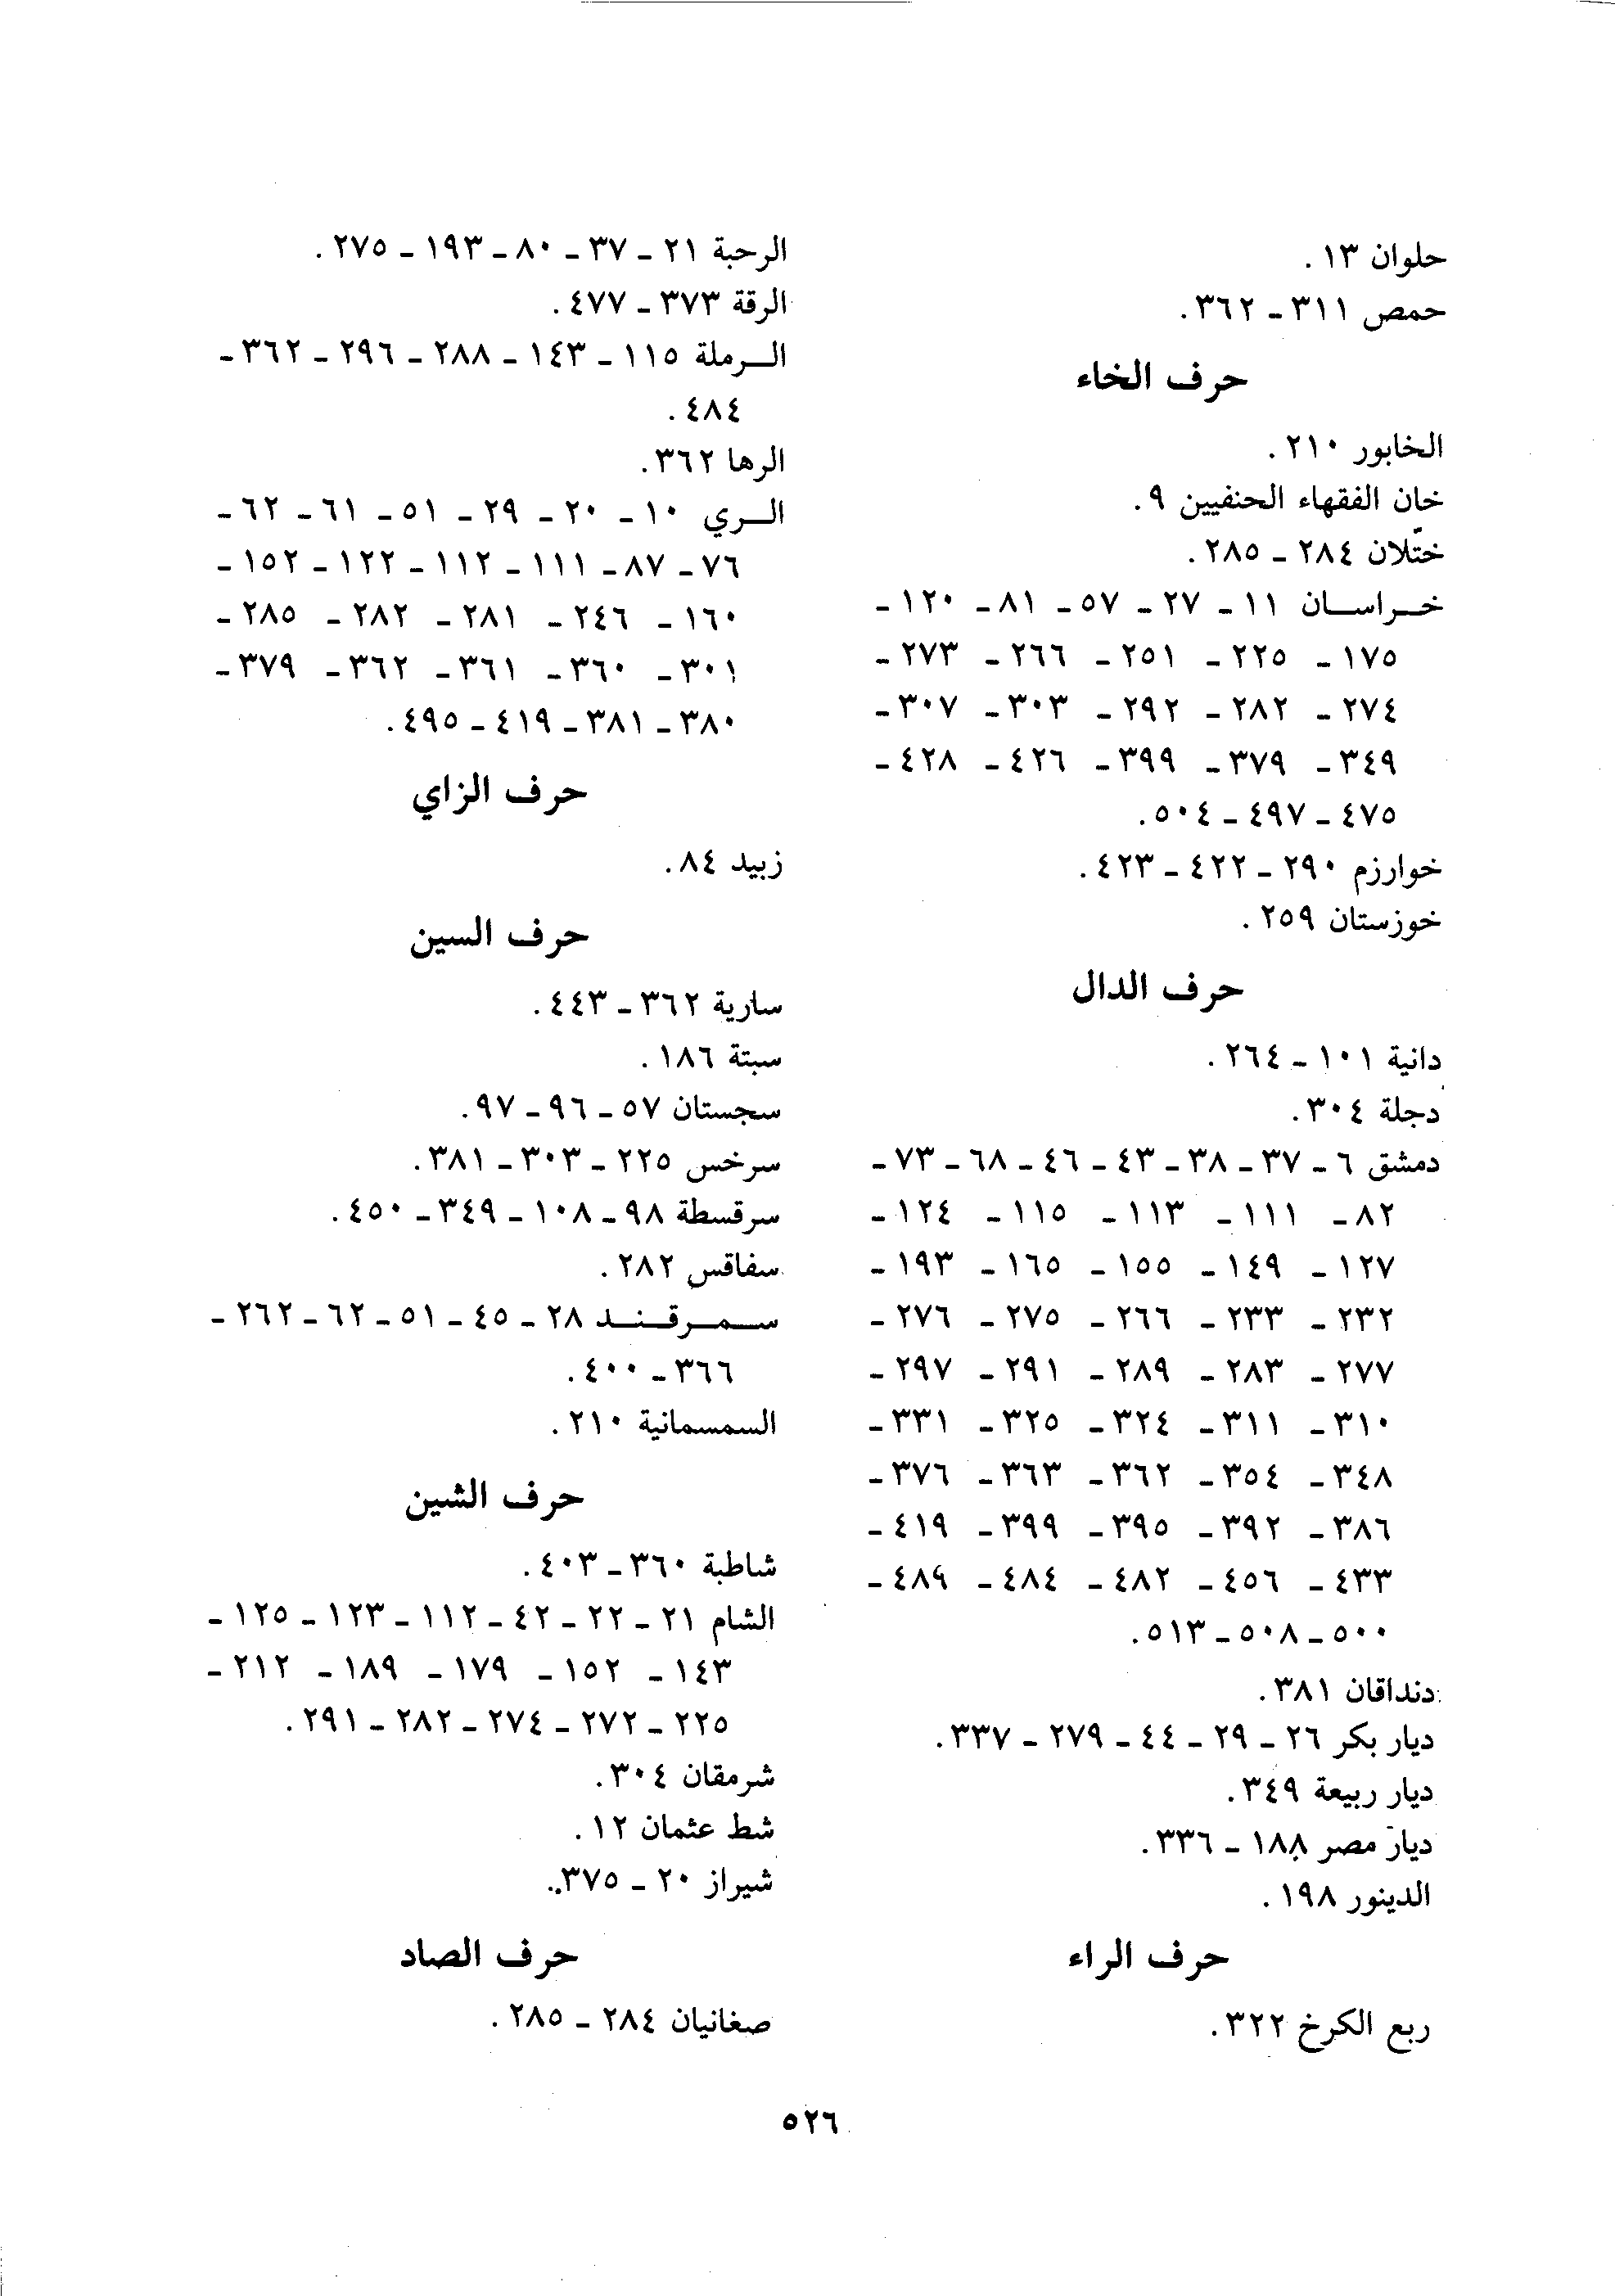 حلوان ١٣.
حمص ٣١١ - ٣٦٢.
حرف الخاء
الخابور ٢١٠.
خان الفقهاء الحنفيين ٩.
ختّلان ٢٨٤ - ٢٨٥.
خراسان ١١ - ٢٧ - ٥٧ - ٨١ - ١٢٠ -
١٧٥ - ٢٢٥ - ٢٥١ - ٢٦٦ - ٢٧٣ -
٢٧٤ - ٢٨٢ - ٢٩٢ - ٣٠٣ - ٣٠٧ -
٣٤٩ - ٣٧٩ - ٣٩٩ - ٤٢٦ - ٤٢٨ -
٤٧٥ - ٤٩٧ - ٥٠٤.
خوارزم ٢٩٠ - ٤٢٢ - ٤٢٣.
خوزستان ٢٥٩.
حرف الدال
دانية ١٠١ - ٢٦٤.
دجلة ٣٠٤.
دمشق ٦ - ٣٧ - ٣٨ - ٤٣ - ٤٦ - ٦٨ - ٧٣ -
٨٢ - ١١١ - ١١٣ - ١١٥ - ١٢٤ -
١٢٧ - ١٤٩ - ١٥٥ - ١٦٥ - ١٩٣ -
٢٣٢ - ٢٣٣ - ٢٦٦ - ٢٧٥ - ٢٧٦ -
٢٧٧ - ٢٨٣ - ٢٨٩ - ٢٩١ - ٢٩٧ -
٣١٠ - ٣١١ - ٣٢٤ - ٣٢٥ - ٣�١ -
٣٤٨ - ٣٥٤ - ٣٦٢ - ٣٦٣ - ٣٧٦ -
٣٨٦ - ٣٩٢ - ٣٩٥ - ٣٩٩ - ٤١٩ -
٤٣٣ - ٤٥٦ - ٤٨٢ - ٤٨٤ - ٤٨٩ -
٥٠٠ - ٥٠٨ - ٥١٣.
دنداقان ٣٨١.
ديار بكر ٢٦ - ٢٩ - ٤٤ - ٢٧٩ - ٣٣٧.
ديار ربيعة ٣٤٩.
ديار مصر ١٨٨ - ٣٣٦.
الدينور ١٩٨.
حرف الراء
ربع الكرخ ٣٢٢.
الرحبة ٢١ - ٣٧ - ٨٠ - ١٩٣ - ٢٧٥.
الرقة ٣٧٣ - ٤٧٧.
الرملة ١١٥ - ١٤٣ - ٢٨٨ - ٢٩٦ - ٣٦٢ -
٤٨٤.
الرها ٣٦٢.
الري ١٠ - ٢٠ - ٢٩ - ٥١ - ٦١ - ٦٢ -
٧٦ - ٨٧ - ١١١ - ١١٢ - ١٢٢ - ١٥٢ -
١٦٠ - ٢٤٦ - ٢٨١ - ٢٨٢ - ٢٨٥ -
٣٠١ - ٣٦٠ - ٣٦١ - ٣٦٢ - ٣٧٩ -
٣٨٠ - ٣٨١ - ٤١٩ - ٤٩٥.
حرف الزاي
زبيد ٨٤.
حرف السين
سارية ٣٦٢ - ٤٤٣.
سبتة ١٨٦.
سجستان ٥٧ - ٩٦ - ٩٧.
سرخس ٢٢٥ - ٣٠٣ - ٣٨١.
سرقسطة ٩٨ - ١٠٨ - ٣٤٩ - ٤٥٠.
سفاقس ٢٨٢.
سمرقند ٢٨ - ٤٥ - ٥١ - ٦٢ - ٢٦٢ -
٣٦٦ - ٤٠٠.
السمسمانية ٢١٠.
حرف الشين
شاطبة ٣٦٠ - ٤٠٣.
الشام ٢١ - ٢٢ - ٤٢ - ١١٢ - ١٢٣ - ١٢٥ -
١٤٣ - ١٥٢ - ١٧٩ - ١٨٩ - ٢١٢ -
٢٢٥ - ٢٧٢ - ٢٧٤ - ٢٨٢ - ٢٩١.
شرمقان ٣٠٤.
شط عثمان ١٢.
شيراز ٢٠ - ٣٧٥.
حرف الصاد
صغانيان ٢٨٤ - ٢٨٥.
٥٢٦